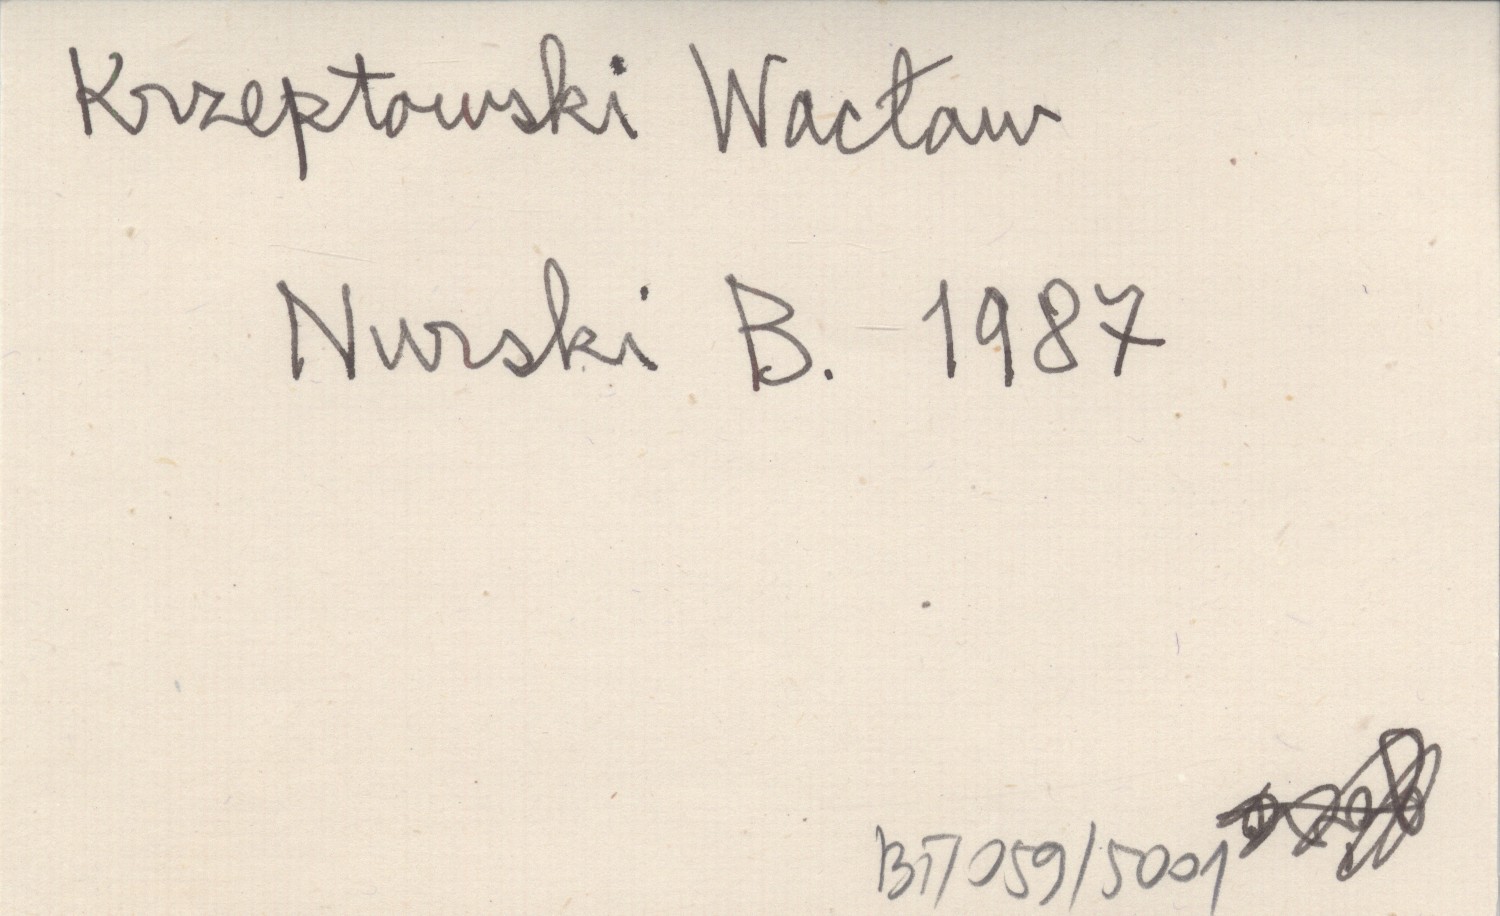 Krzeptowski Wacław
Nurski B. 1987
BT/059/5001